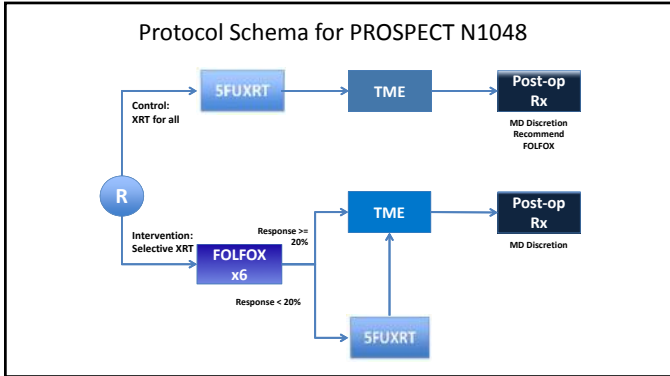 Protocol Schema for PROSPECT N1048
5FUXRT
TME
Post-op
Rx
Control:
XRT for all
MD Discretion
Recommend
FOLFOX
R
Intervention:
Selective XRT
FOLFOX
x6
Response >=
20%
TME
Post-op
Rx
MD Discretion
Response < 20%
5FUXRT